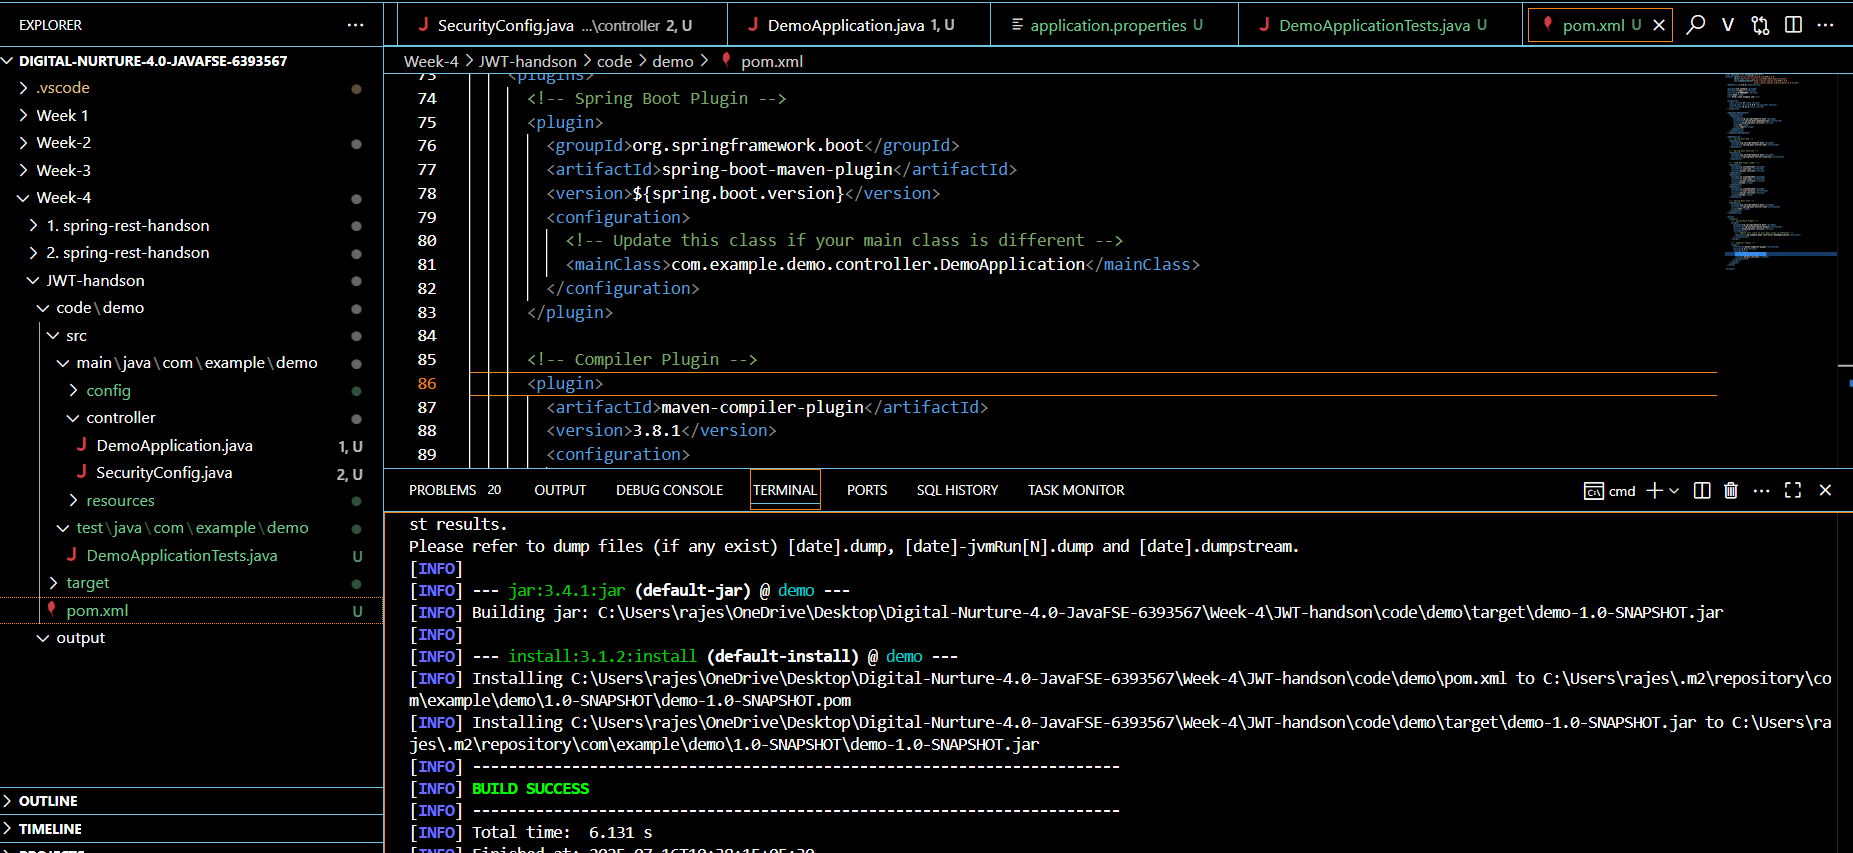 EXPLORER
DIGITAL-NURTURE-4.0-JAVAFSE-6393567
.vscode
Week 1
Week-2
Week-3
Week-4
1. spring-rest-handson
2. spring-rest-handson
JWT-handson
code\demo
src
main\java\com\example\demo
config
controller
DemoApplication.java 1, U
SecurityConfig.java 2, U
resources
test\java\com\example\demo
DemoApplicationTests.java U
target
pom.xml U
output
OUTLINE
TIMELINE
PROJECTS
SecurityConfig.java ...\controller 2, U
DemoApplication.java 1, U
application.properties U
DemoApplicationTests.java U
pom.xml U
Week-4 > JWT-handson > code > demo > pom.xml
73 <plugins>
74 <!-- Spring Boot Plugin -->
75 <plugin>
76 <groupId>org.springframework.boot</groupId>
77 <artifactId>spring-boot-maven-plugin</artifactId>
78 <version>${spring.boot.version}</version>
79 <configuration>
80 <!-- Update this class if your main class is different -->
81 <mainClass>com.example.demo.controller.DemoApplication</mainClass>
82 </configuration>
83 </plugin>
84
85 <!-- Compiler Plugin -->
86 <plugin>
87 <artifactId>maven-compiler-plugin</artifactId>
88 <version>3.8.1</version>
89 <configuration>
PROBLEMS 20 OUTPUT DEBUG CONSOLE TERMINAL PORTS SQL HISTORY TASK MONITOR cmd
st results.
Please refer to dump files (if any exist) [date].dump, [date]-jvmRun[N].dump and [date].dumpstream.
[INFO]
[INFO] --- jar:3.4.1:jar (default-jar) @ demo ---
[INFO] Building jar: C:\Users\rajes\OneDrive\Desktop\Digital-Nurture-4.0-JavaFSE-6393567\Week-4\JWT-handson\code\demo\target\demo-1.0-SNAPSHOT.jar
[INFO]
[INFO] --- install:3.1.2:install (default-install) @ demo ---
[INFO] Installing C:\Users\rajes\OneDrive\Desktop\Digital-Nurture-4.0-JavaFSE-6393567\Week-4\JWT-handson\code\demo\pom.xml to C:\Users\rajes\.m2\repository\co
m\example\demo\1.0-SNAPSHOT\demo-1.0-SNAPSHOT.pom
[INFO] Installing C:\Users\rajes\OneDrive\Desktop\Digital-Nurture-4.0-JavaFSE-6393567\Week-4\JWT-handson\code\demo\target\demo-1.0-SNAPSHOT.jar to C:\Users\ra
jes\.m2\repository\com\example\demo\1.0-SNAPSHOT\demo-1.0-SNAPSHOT.jar
[INFO] ------------------------------------------------------------------------
[INFO] BUILD SUCCESS
[INFO] ------------------------------------------------------------------------
[INFO] Total time:  6.131 s
[INFO] Finished at: